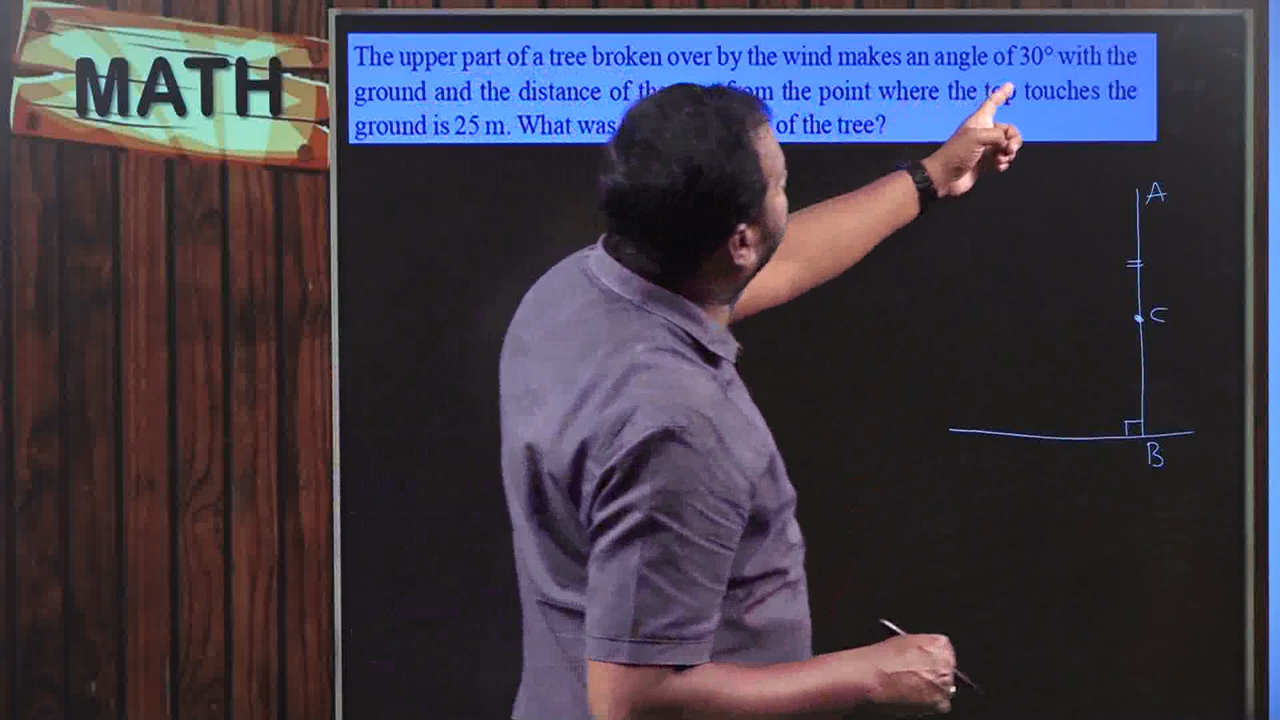 MATH
The upper part of a tree broken over by the wind makes an angle of 30° with the
ground and the distance of from the point where the top touches the
ground is 25 m. What was of the tree?
A
C
B